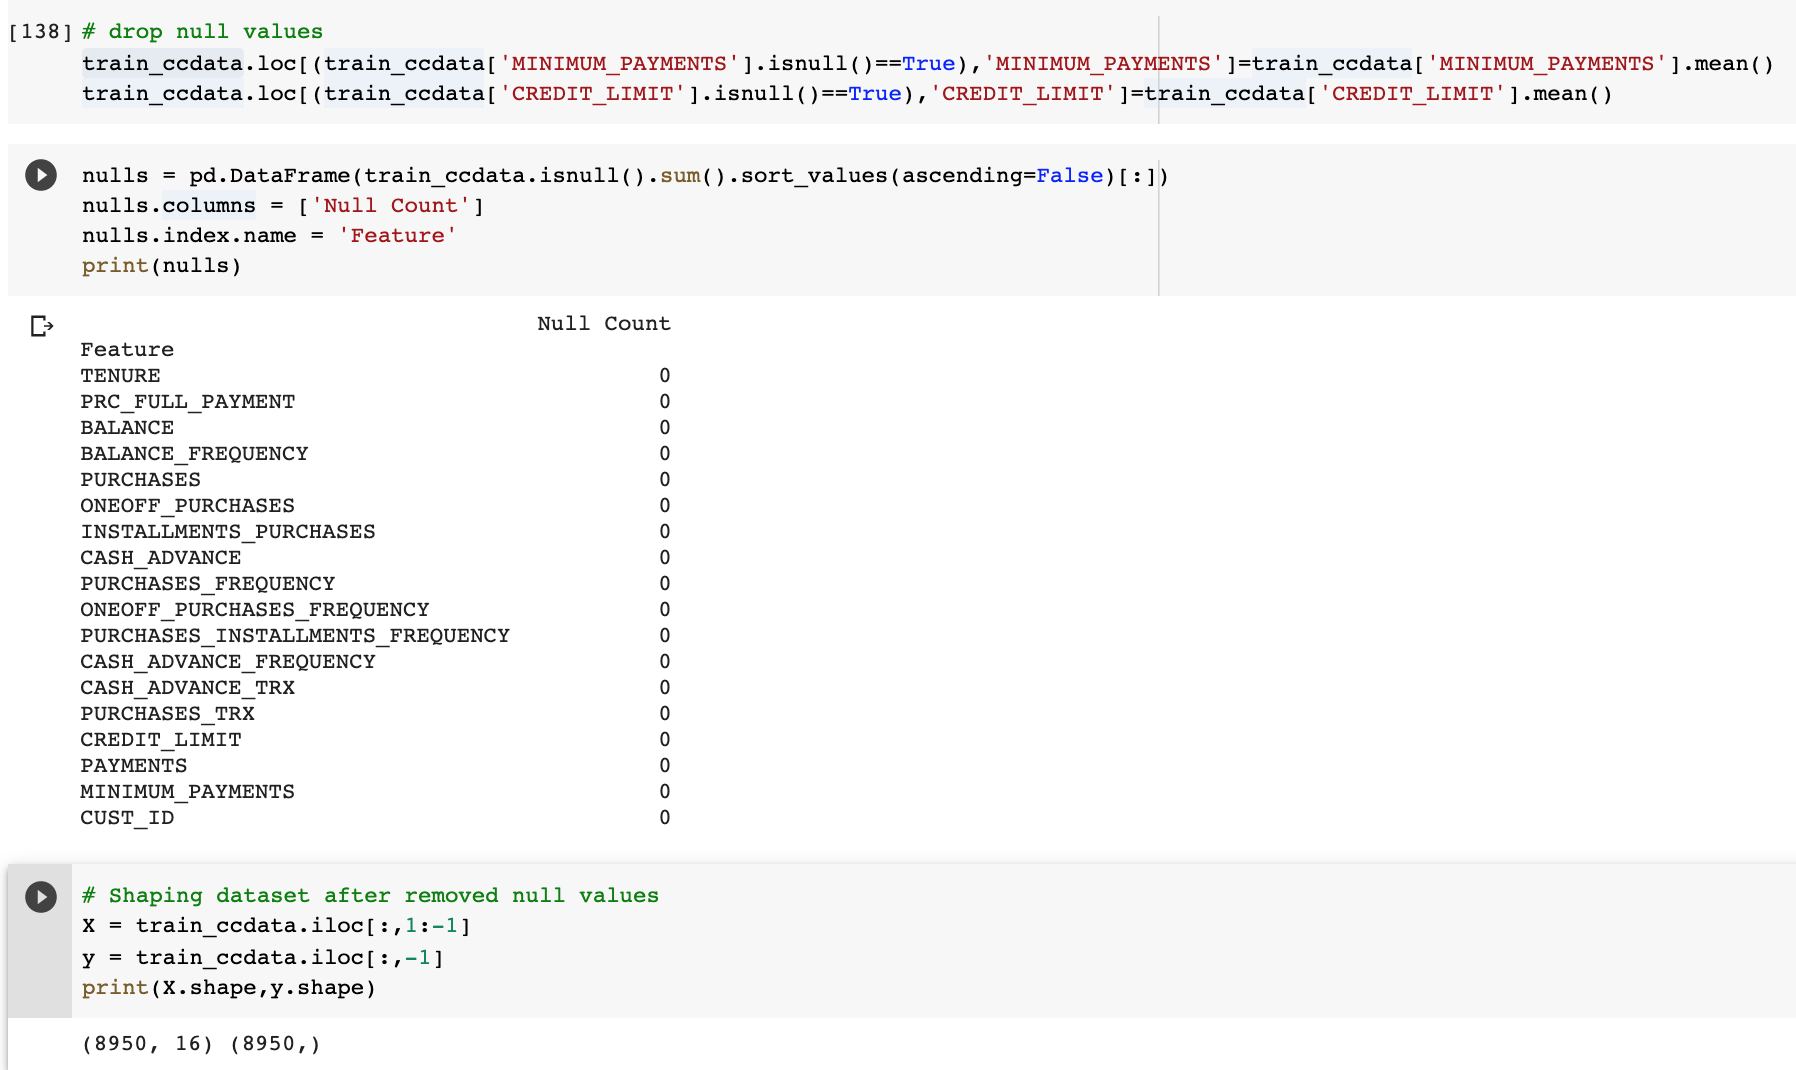 [138] # drop null values
train_ccdata.loc[(train_ccdata['MINIMUM_PAYMENTS'].isnull()==True),'MINIMUM_PAYMENTS']=train_ccdata['MINIMUM_PAYMENTS'].mean()
train_ccdata.loc[(train_ccdata['CREDIT_LIMIT'].isnull()==True),'CREDIT_LIMIT']=train_ccdata['CREDIT_LIMIT'].mean()
nulls = pd.DataFrame(train_ccdata.isnull().sum().sort_values(ascending=False)[:])
nulls.columns = ['Null Count']
nulls.index.name = 'Feature'
print(nulls)
Null Count
Feature
TENURE 0
PRC_FULL_PAYMENT 0
BALANCE 0
BALANCE_FREQUENCY 0
PURCHASES 0
ONEOFF_PURCHASES 0
INSTALLMENTS_PURCHASES 0
CASH_ADVANCE 0
PURCHASES_FREQUENCY 0
ONEOFF_PURCHASES_FREQUENCY 0
PURCHASES_INSTALLMENTS_FREQUENCY 0
CASH_ADVANCE_FREQUENCY 0
CASH_ADVANCE_TRX 0
PURCHASES_TRX 0
CREDIT_LIMIT 0
PAYMENTS 0
MINIMUM_PAYMENTS 0
CUST_ID 0
# Shaping dataset after removed null values
X = train_ccdata.iloc[:,1:-1]
y = train_ccdata.iloc[:,-1]
print(X.shape,y.shape)
(8950, 16) (8950,)